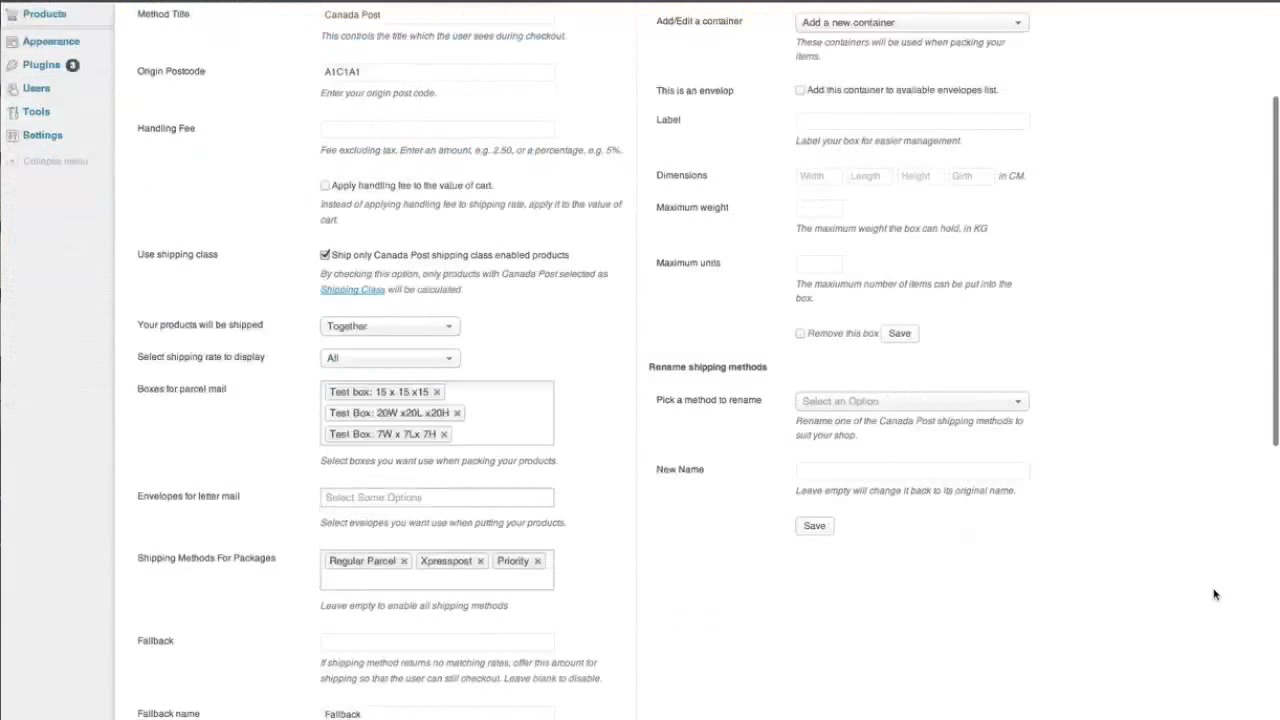 Products
Appearance
Plugins 3
Users
Tools
Settings
Collapse menu
Method Title
Canada Post
This controls the title which the user sees during checkout.
Origin Postcode
A1C1A1
Enter your origin post code.
Handling Fee
Fee excluding tax. Enter an amount, e.g. 2.50, or a percentage, e.g. 5%.
Apply handling fee to the value of cart.
Instead of applying handling fee to shipping rate, apply it to the value of
cart.
Use shipping class
Ship only Canada Post shipping class enabled products
By checking this option, only products with Canada Post selected as
Shipping Class will be calculated.
Your products will be shipped
Together
Select shipping rate to display
All
Boxes for parcel mail
Test box: 15 x 15 x15 ×
Test Box: 20W x20L x20H ×
Test Box: 7W x 7Lx 7H ×
Select boxes you want use when packing your products.
Envelopes for letter mail
Select Some Options
Select evelopes you want use when putting your products.
Shipping Methods For Packages
Regular Parcel × Xpresspost × Priority ×
Leave empty to enable all shipping methods
Fallback
If shipping method returns no matching rates, offer this amount for
shipping so that the user can still checkout. Leave blank to disable.
Fallback name
Fallback
Add/Edit a container
Add a new container
These containers will be used when packing your
items.
This is an envelop
Add this container to available envelopes list.
Label
Label your box for easier management.
Dimensions
Width Length Height Girth in CM.
Maximum weight
The maximum weight the box can hold, in KG
Maximum units
The maxiumum number of items can be put into the
box.
Remove this box Save
Rename shipping methods
Pick a method to rename
Select an Option
Rename one of the Canada Post shipping methods to
suit your shop.
New Name
Leave empty will change it back to its original name.
Save